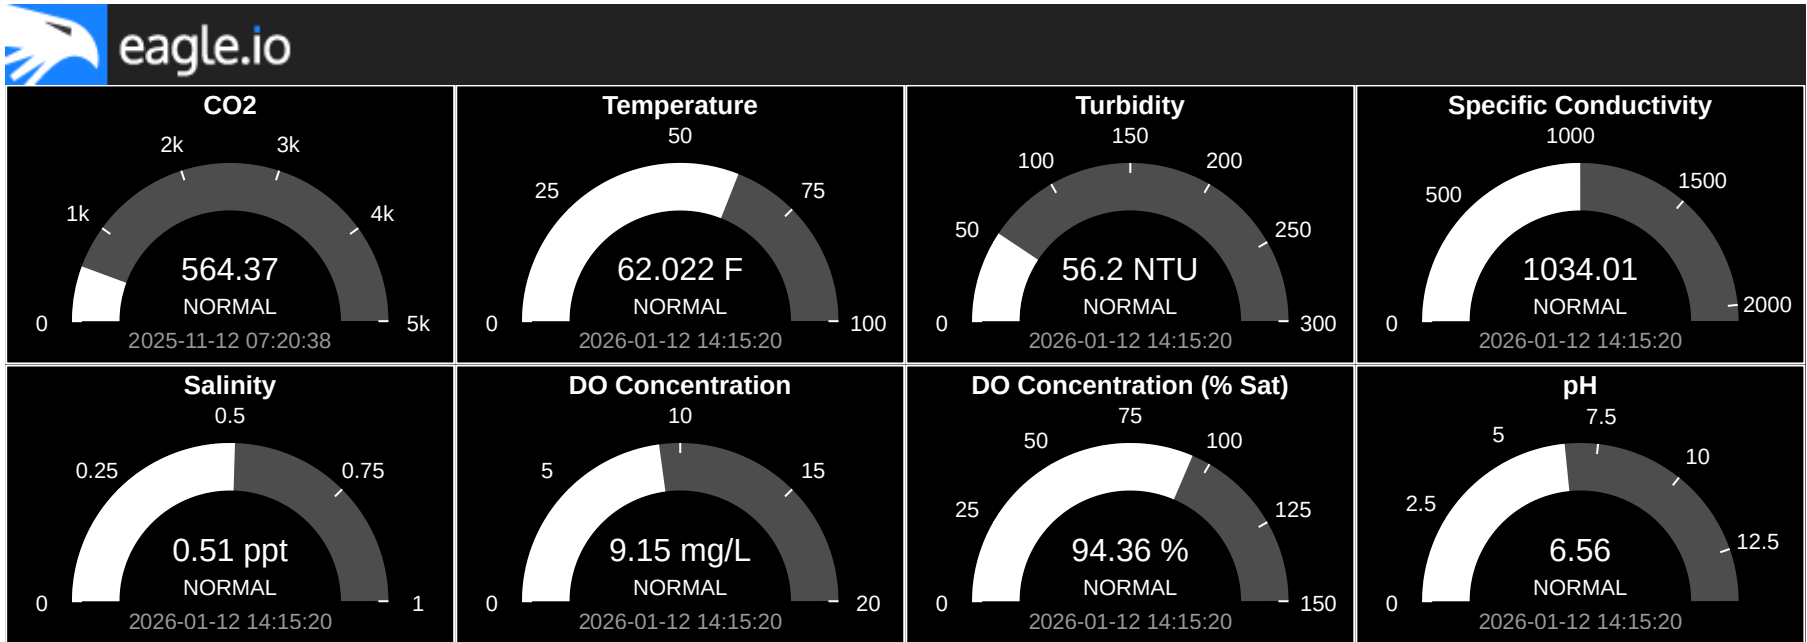 eagle.io
CO2
0
1k
2k
3k
4k
5k
564.37
NORMAL
2025-11-12 07:20:38
Temperature
0
25
50
75
100
62.022 F
NORMAL
2026-01-12 14:15:20
Turbidity
0
50
100
150
200
250
300
56.2 NTU
NORMAL
2026-01-12 14:15:20
Specific Conductivity
0
500
1000
1500
2000
1034.01
NORMAL
2026-01-12 14:15:20
Salinity
0
0.25
0.5
0.75
1
0.51 ppt
NORMAL
2026-01-12 14:15:20
DO Concentration
0
5
10
15
20
9.15 mg/L
NORMAL
2026-01-12 14:15:20
DO Concentration (% Sat)
0
25
50
75
100
125
150
94.36 %
NORMAL
2026-01-12 14:15:20
pH
0
2.5
5
7.5
10
12.5
6.56
NORMAL
2026-01-12 14:15:20